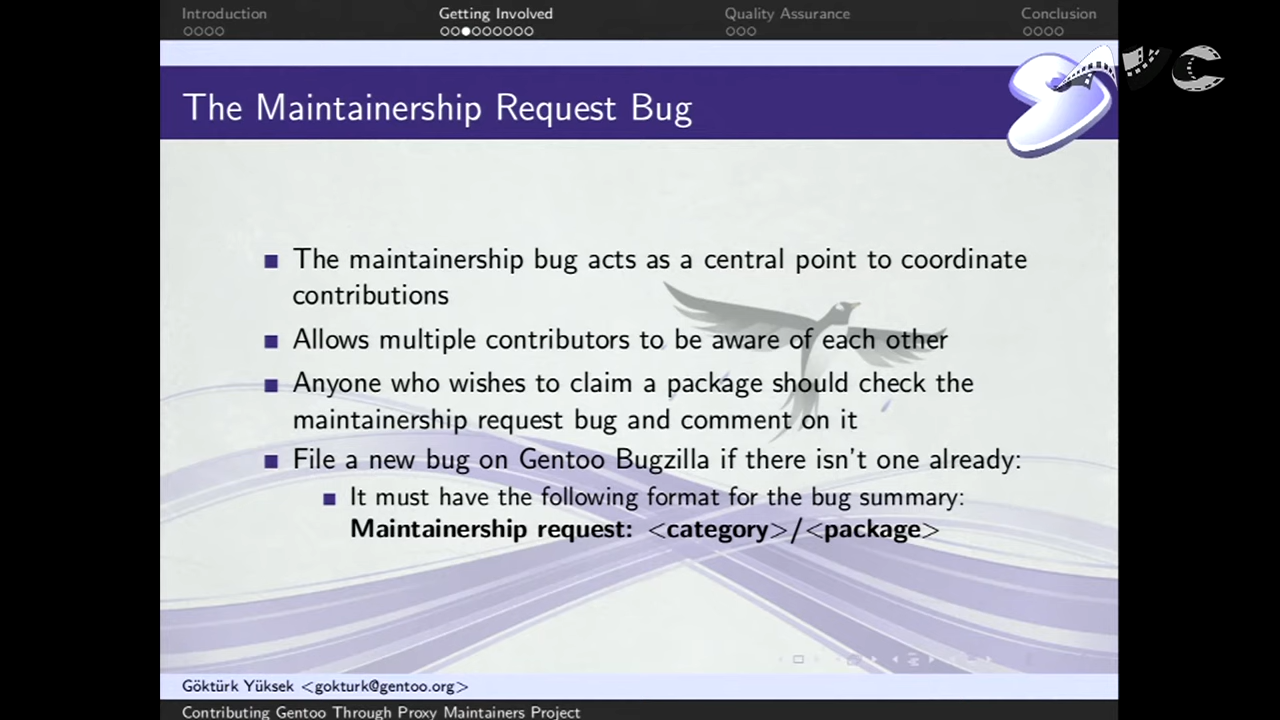 Introduction
Getting Involved
Quality Assurance
Conclusion
The Maintainership Request Bug
The maintainership bug acts as a central point to coordinate
contributions
Allows multiple contributors to be aware of each other
Anyone who wishes to claim a package should check the
maintainership request bug and comment on it
File a new bug on Gentoo Bugzilla if there isn't one already:
It must have the following format for the bug summary:
Maintainership request: <category>/<package>
Göktürk Yüksek <gokturk@gentoo.org>
Contributing Gentoo Through Proxy Maintainers Project